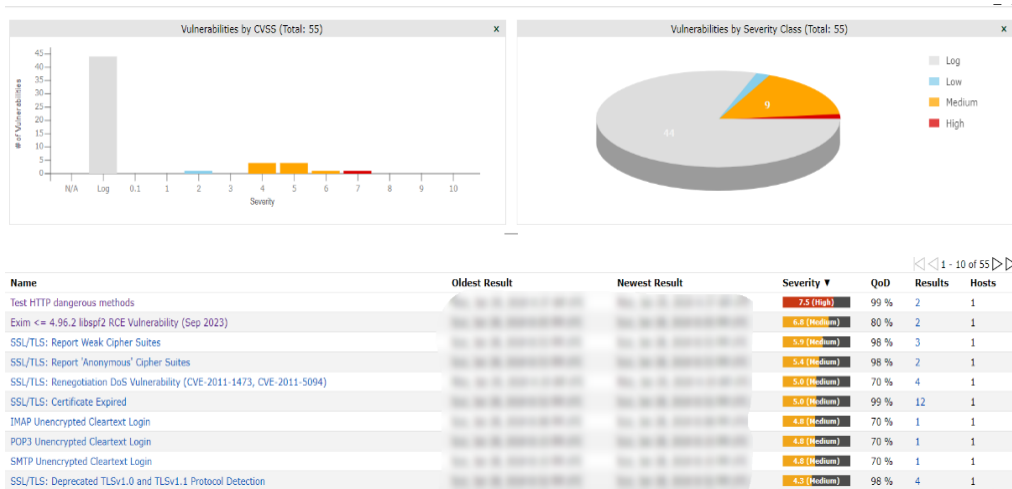 Vulnerabilities by CVSS (Total: 55) x
Vulnerabilities by Severity Class (Total: 55) x
# of Vulnerabilities
45
40
35
30
25
20
15
10
5
0
N/A Log 0.1 1 2 3 4 5 6 7 8 9 10
Severity
44
9
Log
Low
Medium
High
1 - 10 of 55
Name Oldest Result Newest Result Severity ▼ QoD Results Hosts
Test HTTP dangerous methods 7.5 (High) 99 % 2 1
Exim <= 4.96.2 libspf2 RCE Vulnerability (Sep 2023) 6.8 (Medium) 80 % 2 1
SSL/TLS: Report Weak Cipher Suites 5.9 (Medium) 98 % 3 1
SSL/TLS: Report 'Anonymous' Cipher Suites 5.4 (Medium) 98 % 2 1
SSL/TLS: Renegotiation DoS Vulnerability (CVE-2011-1473, CVE-2011-5094) 5.0 (Medium) 70 % 4 1
SSL/TLS: Certificate Expired 5.0 (Medium) 99 % 12 1
IMAP Unencrypted Cleartext Login 4.8 (Medium) 70 % 1 1
POP3 Unencrypted Cleartext Login 4.8 (Medium) 70 % 1 1
SMTP Unencrypted Cleartext Login 4.8 (Medium) 70 % 1 1
SSL/TLS: Deprecated TLSv1.0 and TLSv1.1 Protocol Detection 4.3 (Medium) 98 % 4 1